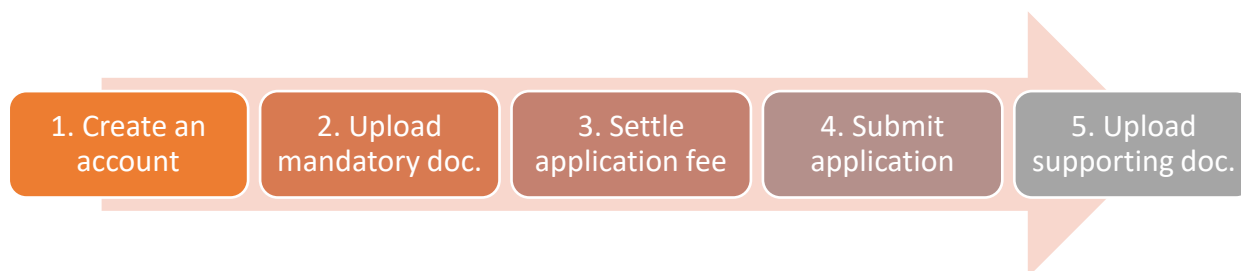 1. Create an
account
2. Upload
mandatory doc.
3. Settle
application fee
4. Submit
application
5. Upload
supporting doc.